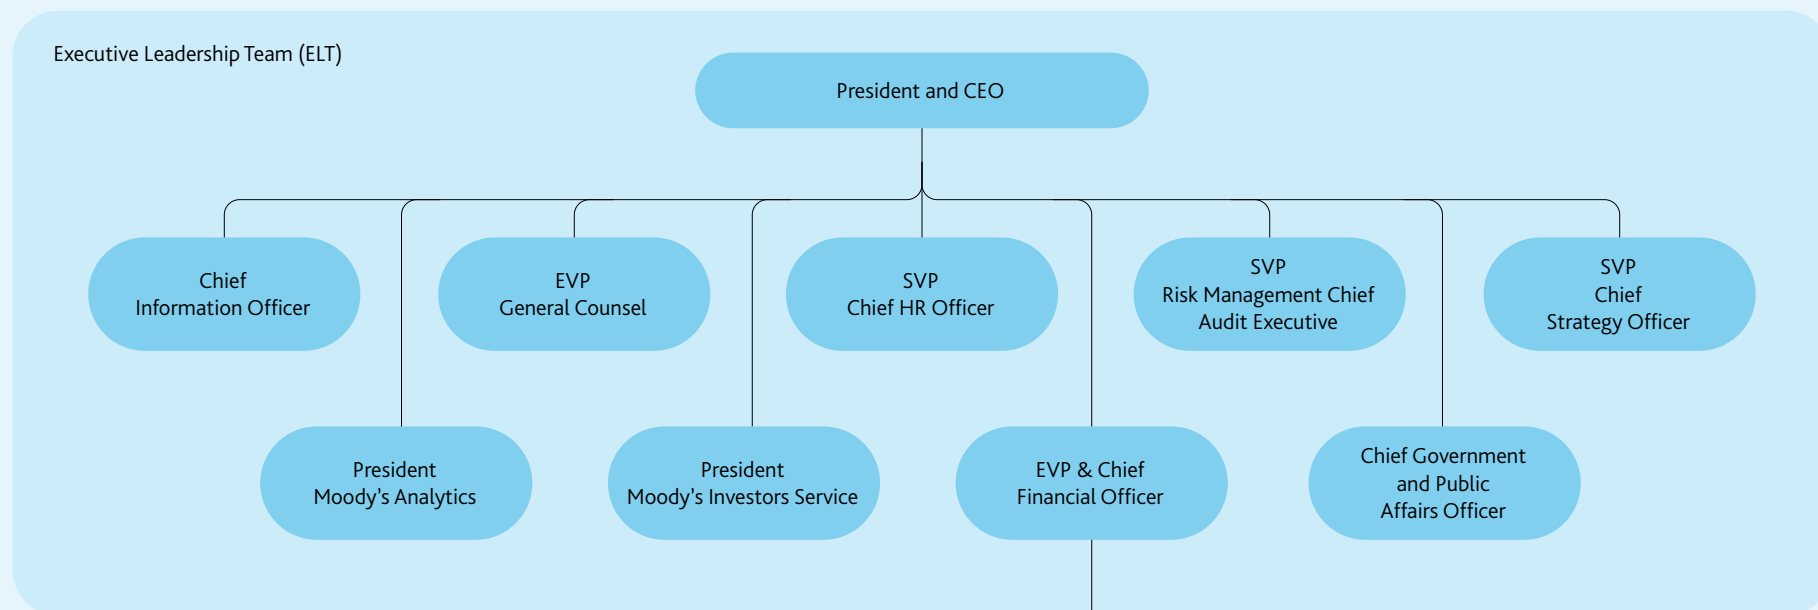 Executive Leadership Team (ELT)
President and CEO
Chief
Information Officer
EVP
General Counsel
SVP
Chief HR Officer
SVP
Risk Management Chief
Audit Executive
SVP
Chief
Strategy Officer
President
Moody's Analytics
President
Moody's Investors Service
EVP & Chief
Financial Officer
Chief Government
and Public
Affairs Officer